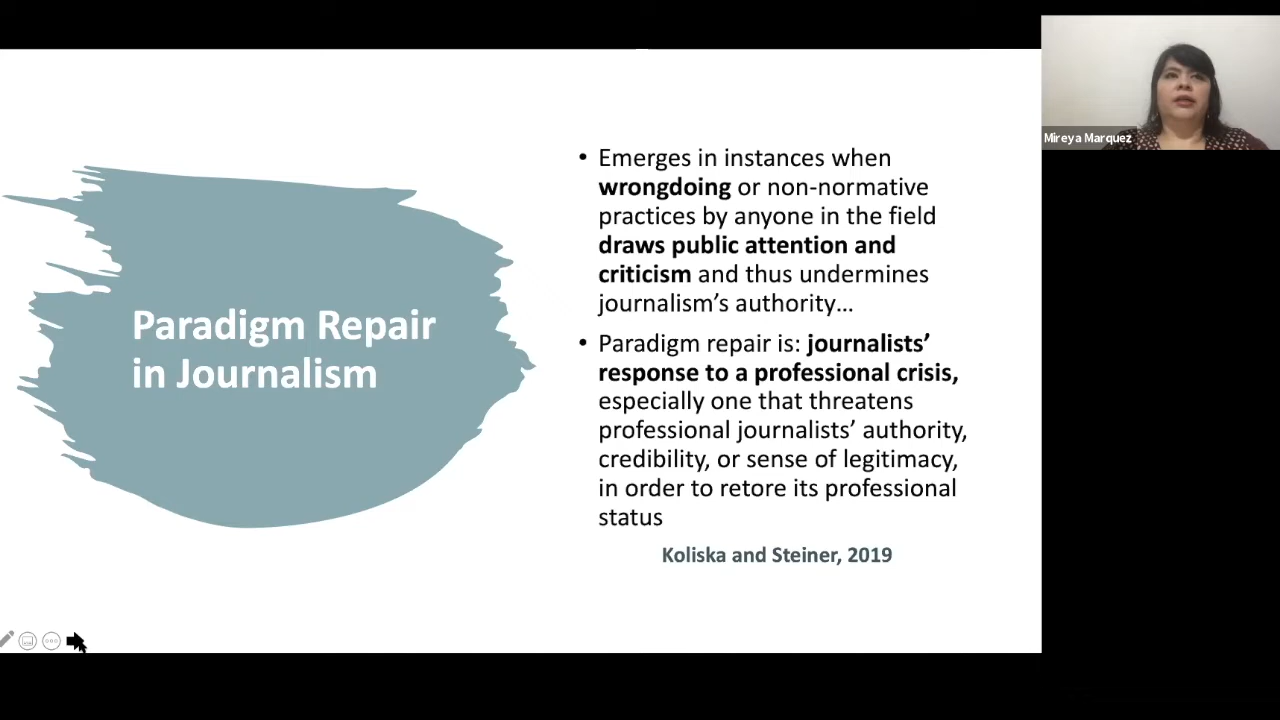 Paradigm Repair
in Journalism
• Emerges in instances when
wrongdoing or non-normative
practices by anyone in the field
draws public attention and
criticism and thus undermines
journalism’s authority…
• Paradigm repair is: journalists’
response to a professional crisis,
especially one that threatens
professional journalists’ authority,
credibility, or sense of legitimacy,
in order to retore its professional
status
Koliska and Steiner, 2019
Mireya Marquez